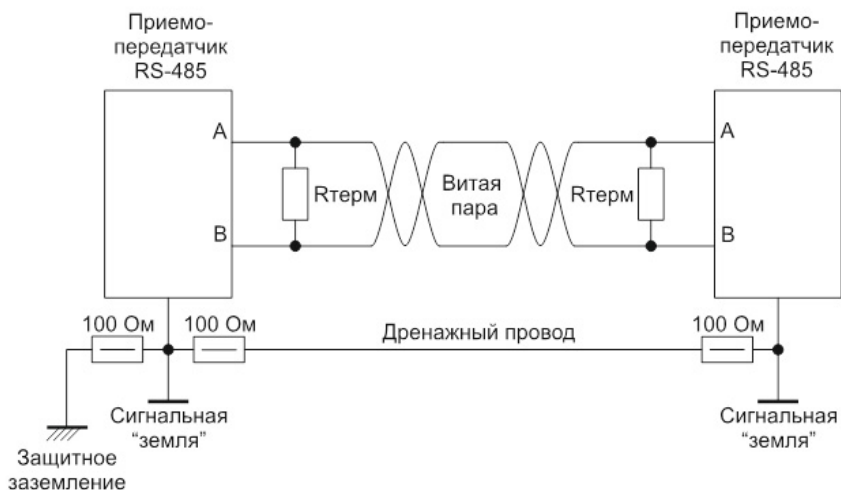 Приемо-
передатчик
RS-485
Приемо-
передатчик
RS-485
A
A
Rтерм
Витая
пара
Rтерм
B
B
100 Ом
100 Ом
Дренажный провод
100 Ом
Сигнальная
“земля”
Сигнальная
“земля”
Защитное
заземление